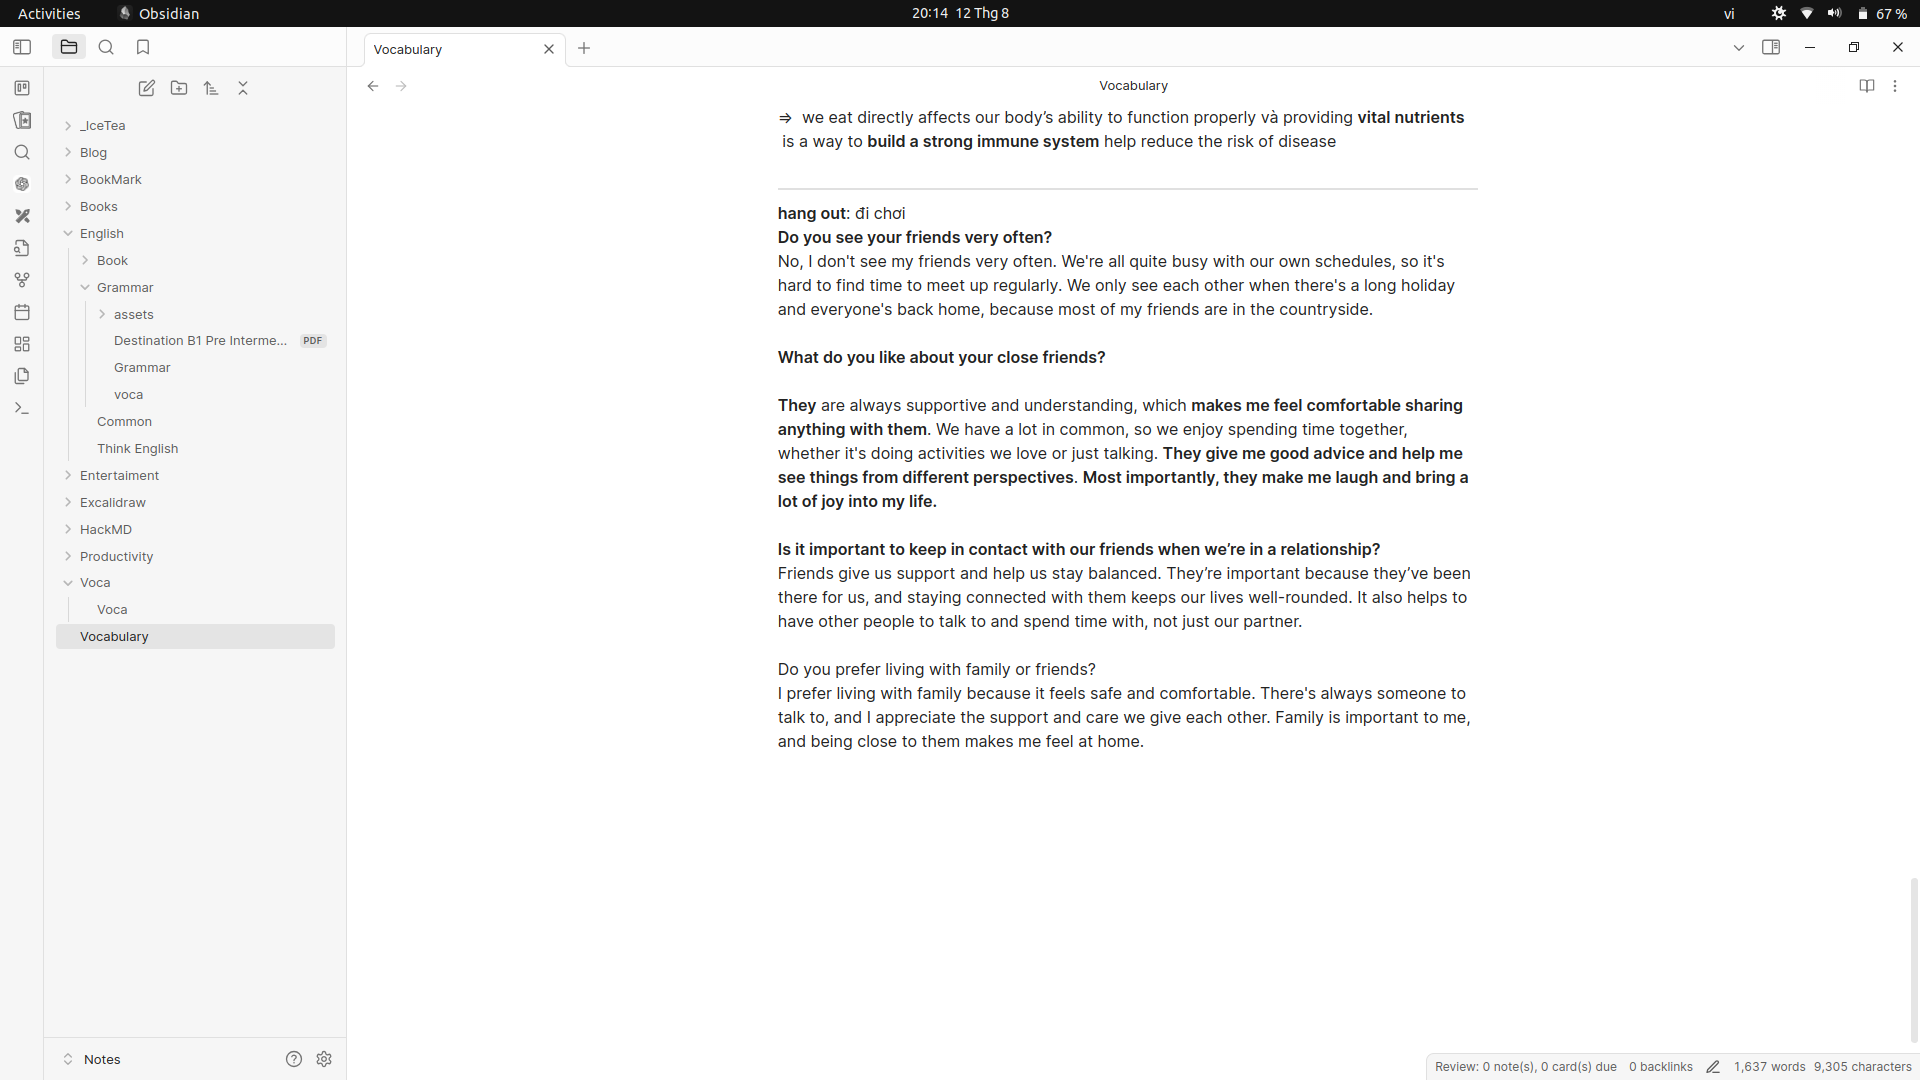 Activities
Obsidian
20:14 12 Thg 8
vi
67 %
Vocabulary
Vocabulary
_IceTea
Blog
BookMark
Books
English
Book
Grammar
assets
Destination B1 Pre Interme... PDF
Grammar
voca
Common
Think English
Entertaiment
Excalidraw
HackMD
Productivity
Voca
Voca
Vocabulary
Notes
⇒ we eat directly affects our body’s ability to function properly và providing vital nutrients
is a way to build a strong immune system help reduce the risk of disease
hang out: đi chơi
Do you see your friends very often?
No, I don't see my friends very often. We're all quite busy with our own schedules, so it's
hard to find time to meet up regularly. We only see each other when there's a long holiday
and everyone's back home, because most of my friends are in the countryside.
What do you like about your close friends?
They are always supportive and understanding, which makes me feel comfortable sharing
anything with them. We have a lot in common, so we enjoy spending time together,
whether it's doing activities we love or just talking. They give me good advice and help me
see things from different perspectives. Most importantly, they make me laugh and bring a
lot of joy into my life.
Is it important to keep in contact with our friends when we’re in a relationship?
Friends give us support and help us stay balanced. They’re important because they’ve been
there for us, and staying connected with them keeps our lives well-rounded. It also helps to
have other people to talk to and spend time with, not just our partner.
Do you prefer living with family or friends?
I prefer living with family because it feels safe and comfortable. There's always someone to
talk to, and I appreciate the support and care we give each other. Family is important to me,
and being close to them makes me feel at home.
Review: 0 note(s), 0 card(s) due 0 backlinks 1,637 words 9,305 characters